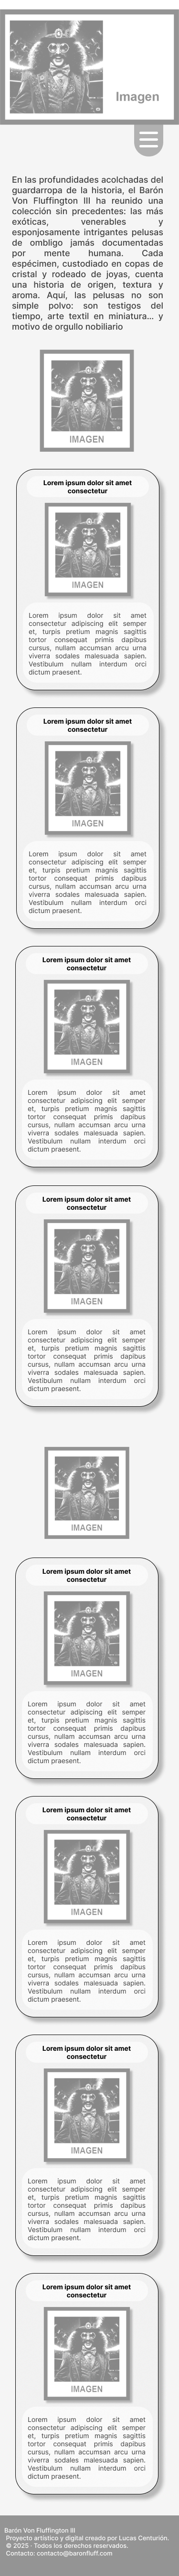 Imagen
En las profundidades acolchadas del
guardarropa de la historia, el Barón
Von Fluffington III ha reunido una
colección sin precedentes: las más
exóticas, venerables y
esponjosamente intrigantes pelusas
de ombligo jamás documentadas
por mente humana. Cada
espécimen, custodiado en copas de
cristal y rodeado de joyas, cuenta
una historia de origen, textura y
aroma. Aquí, las pelusas no son
simple polvo: son testigos del
tiempo, arte textil en miniatura... y
motivo de orgullo nobiliario
IMAGEN
Lorem ipsum dolor sit amet
consectetur
IMAGEN
Lorem ipsum dolor sit amet
consectetur adipiscing elit semper
et, turpis pretium magnis sagittis
tortor consequat primis dapibus
cursus, nullam accumsan arcu urna
viverra sodales malesuada sapien.
Vestibulum nullam interdum orci
dictum praesent.
Lorem ipsum dolor sit amet
consectetur
IMAGEN
Lorem ipsum dolor sit amet
consectetur adipiscing elit semper
et, turpis pretium magnis sagittis
tortor consequat primis dapibus
cursus, nullam accumsan arcu urna
viverra sodales malesuada sapien.
Vestibulum nullam interdum orci
dictum praesent.
Lorem ipsum dolor sit amet
consectetur
IMAGEN
Lorem ipsum dolor sit amet
consectetur adipiscing elit semper
et, turpis pretium magnis sagittis
tortor consequat primis dapibus
cursus, nullam accumsan arcu urna
viverra sodales malesuada sapien.
Vestibulum nullam interdum orci
dictum praesent.
Lorem ipsum dolor sit amet
consectetur
IMAGEN
Lorem ipsum dolor sit amet
consectetur adipiscing elit semper
et, turpis pretium magnis sagittis
tortor consequat primis dapibus
cursus, nullam accumsan arcu urna
viverra sodales malesuada sapien.
Vestibulum nullam interdum orci
dictum praesent.
IMAGEN
Lorem ipsum dolor sit amet
consectetur
IMAGEN
Lorem ipsum dolor sit amet
consectetur adipiscing elit semper
et, turpis pretium magnis sagittis
tortor consequat primis dapibus
cursus, nullam accumsan arcu urna
viverra sodales malesuada sapien.
Vestibulum nullam interdum orci
dictum praesent.
Lorem ipsum dolor sit amet
consectetur
IMAGEN
Lorem ipsum dolor sit amet
consectetur adipiscing elit semper
et, turpis pretium magnis sagittis
tortor consequat primis dapibus
cursus, nullam accumsan arcu urna
viverra sodales malesuada sapien.
Vestibulum nullam interdum orci
dictum praesent.
Lorem ipsum dolor sit amet
consectetur
IMAGEN
Lorem ipsum dolor sit amet
consectetur adipiscing elit semper
et, turpis pretium magnis sagittis
tortor consequat primis dapibus
cursus, nullam accumsan arcu urna
viverra sodales malesuada sapien.
Vestibulum nullam interdum orci
dictum praesent.
Lorem ipsum dolor sit amet
consectetur
IMAGEN
Lorem ipsum dolor sit amet
consectetur adipiscing elit semper
et, turpis pretium magnis sagittis
tortor consequat primis dapibus
cursus, nullam accumsan arcu urna
viverra sodales malesuada sapien.
Vestibulum nullam interdum orci
dictum praesent.
Barón Von Fluffington III
Proyecto artístico y digital creado por Lucas Centurión.
© 2025 · Todos los derechos reservados.
Contacto: contacto@baronfluff.com